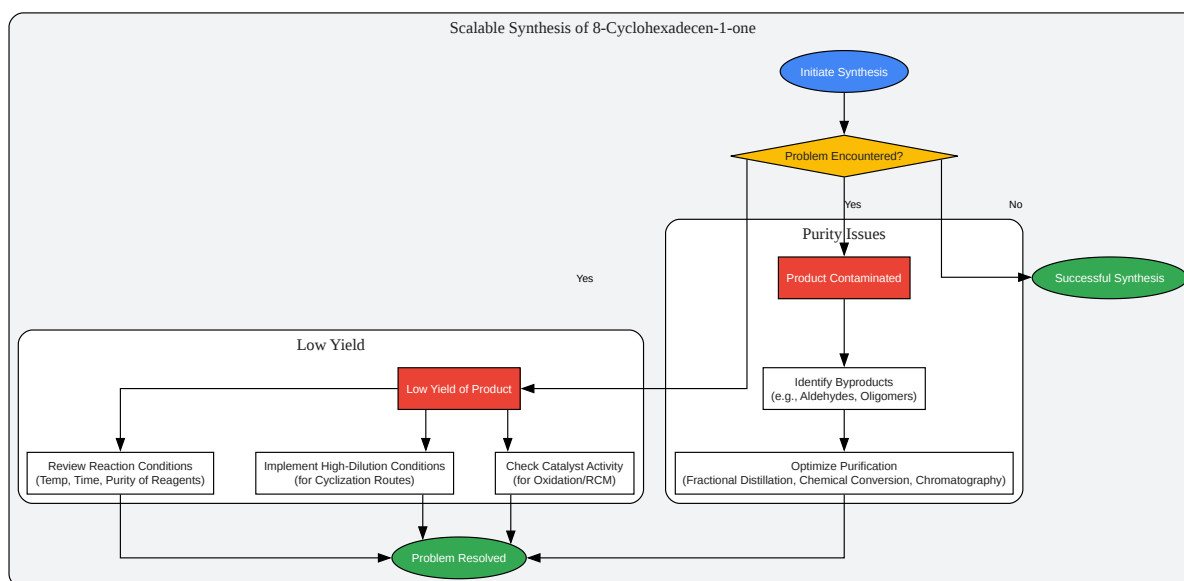 Scalable Synthesis of 8-Cyclohexadecen-1-one
Initiate Synthesis
Problem Encountered?
Yes
No
Purity Issues
Product Contaminated
Successful Synthesis
Yes
Low Yield
Low Yield of Product
Identify Byproducts
(e.g., Aldehydes, Oligomers)
Review Reaction Conditions
(Temp, Time, Purity of Reagents)
Implement High-Dilution Conditions
(for Cyclization Routes)
Check Catalyst Activity
(for Oxidation/RCM)
Optimize Purification
(Fractional Distillation, Chemical Conversion, Chromatography)
Problem Resolved